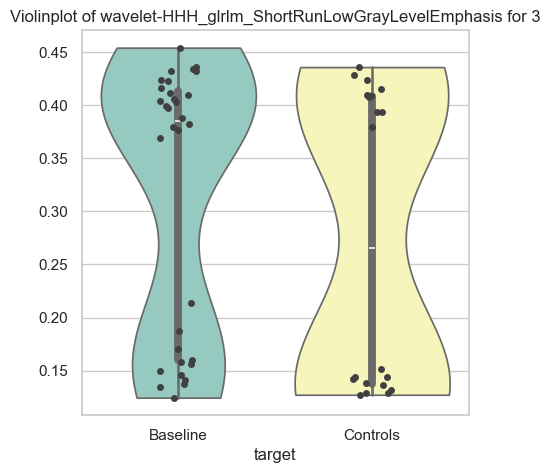 Violinplot of wavelet-HHH_glrlm_ShortRunLowGrayLevelEmphasis for 3
0.45
0.40
0.35
0.30
0.25
0.20
0.15
Baseline
Controls
target